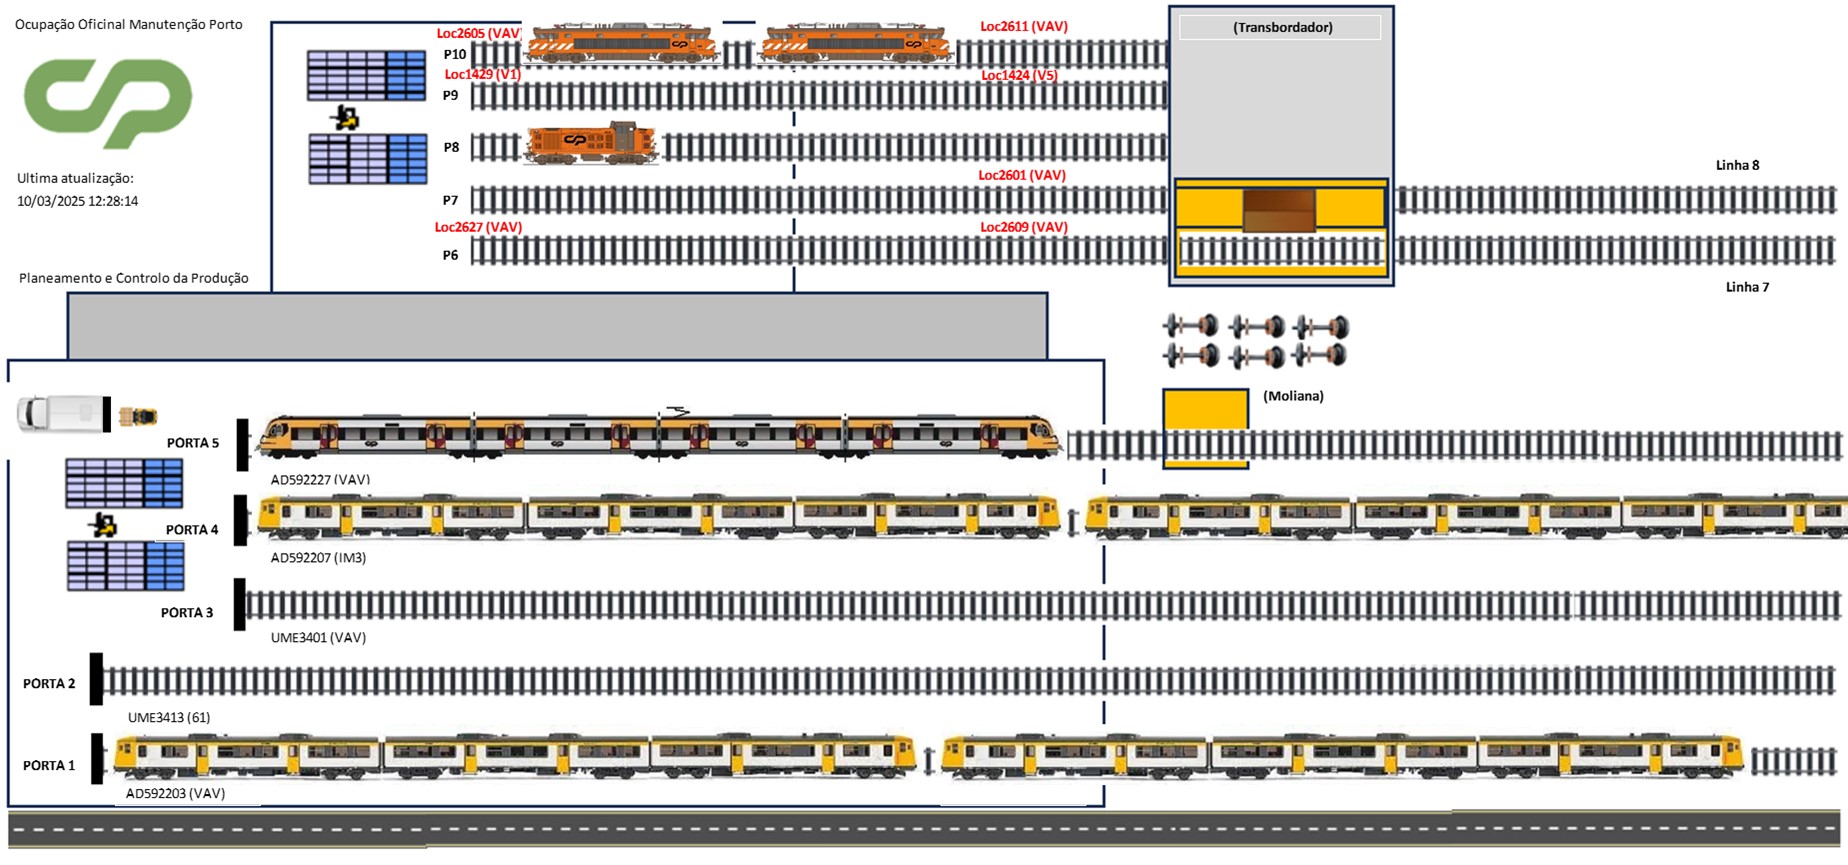 Ocupação Oficinal Manutenção Porto
CP
Ultima atualização:
10/03/2025 12:28:14
Planeamento e Controlo da Produção
(Transbordador)
Loc2605 (VAV)
Loc2611 (VAV)
P10
Loc1429 (V1)
Loc1424 (V5)
P9
P8
Loc2601 (VAV)
P7
Loc2627 (VAV)
Loc2609 (VAV)
P6
Linha 8
Linha 7
(Moliana)
PORTA 5
AD592227 (VAV)
PORTA 4
AD592207 (IM3)
PORTA 3
UME3401 (VAV)
PORTA 2
UME3413 (61)
PORTA 1
AD592203 (VAV)